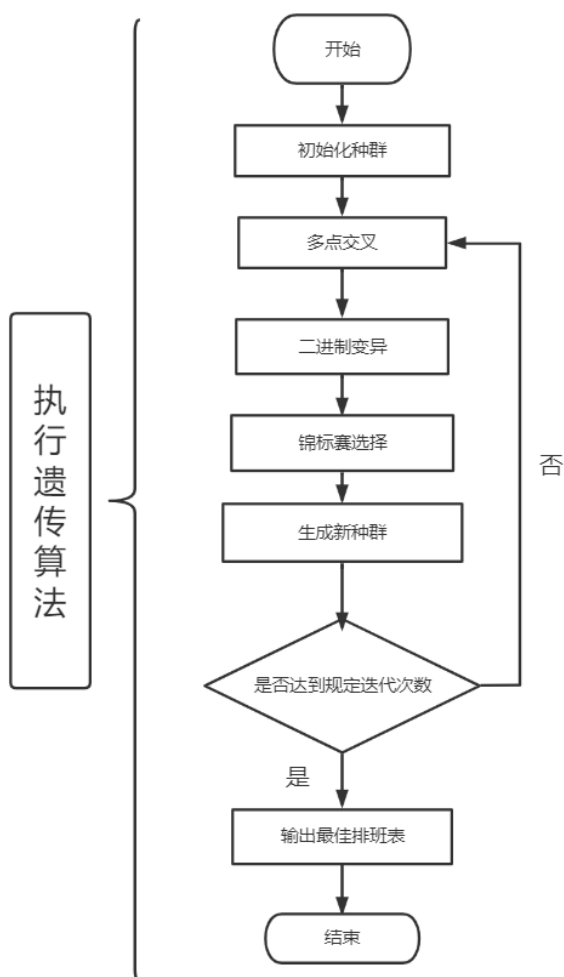 开始
初始化种群
多点交叉
二进制变异
锦标赛选择
生成新种群
是否达到规定迭代次数
否
是
输出最佳排班表
结束
执行遗传算法